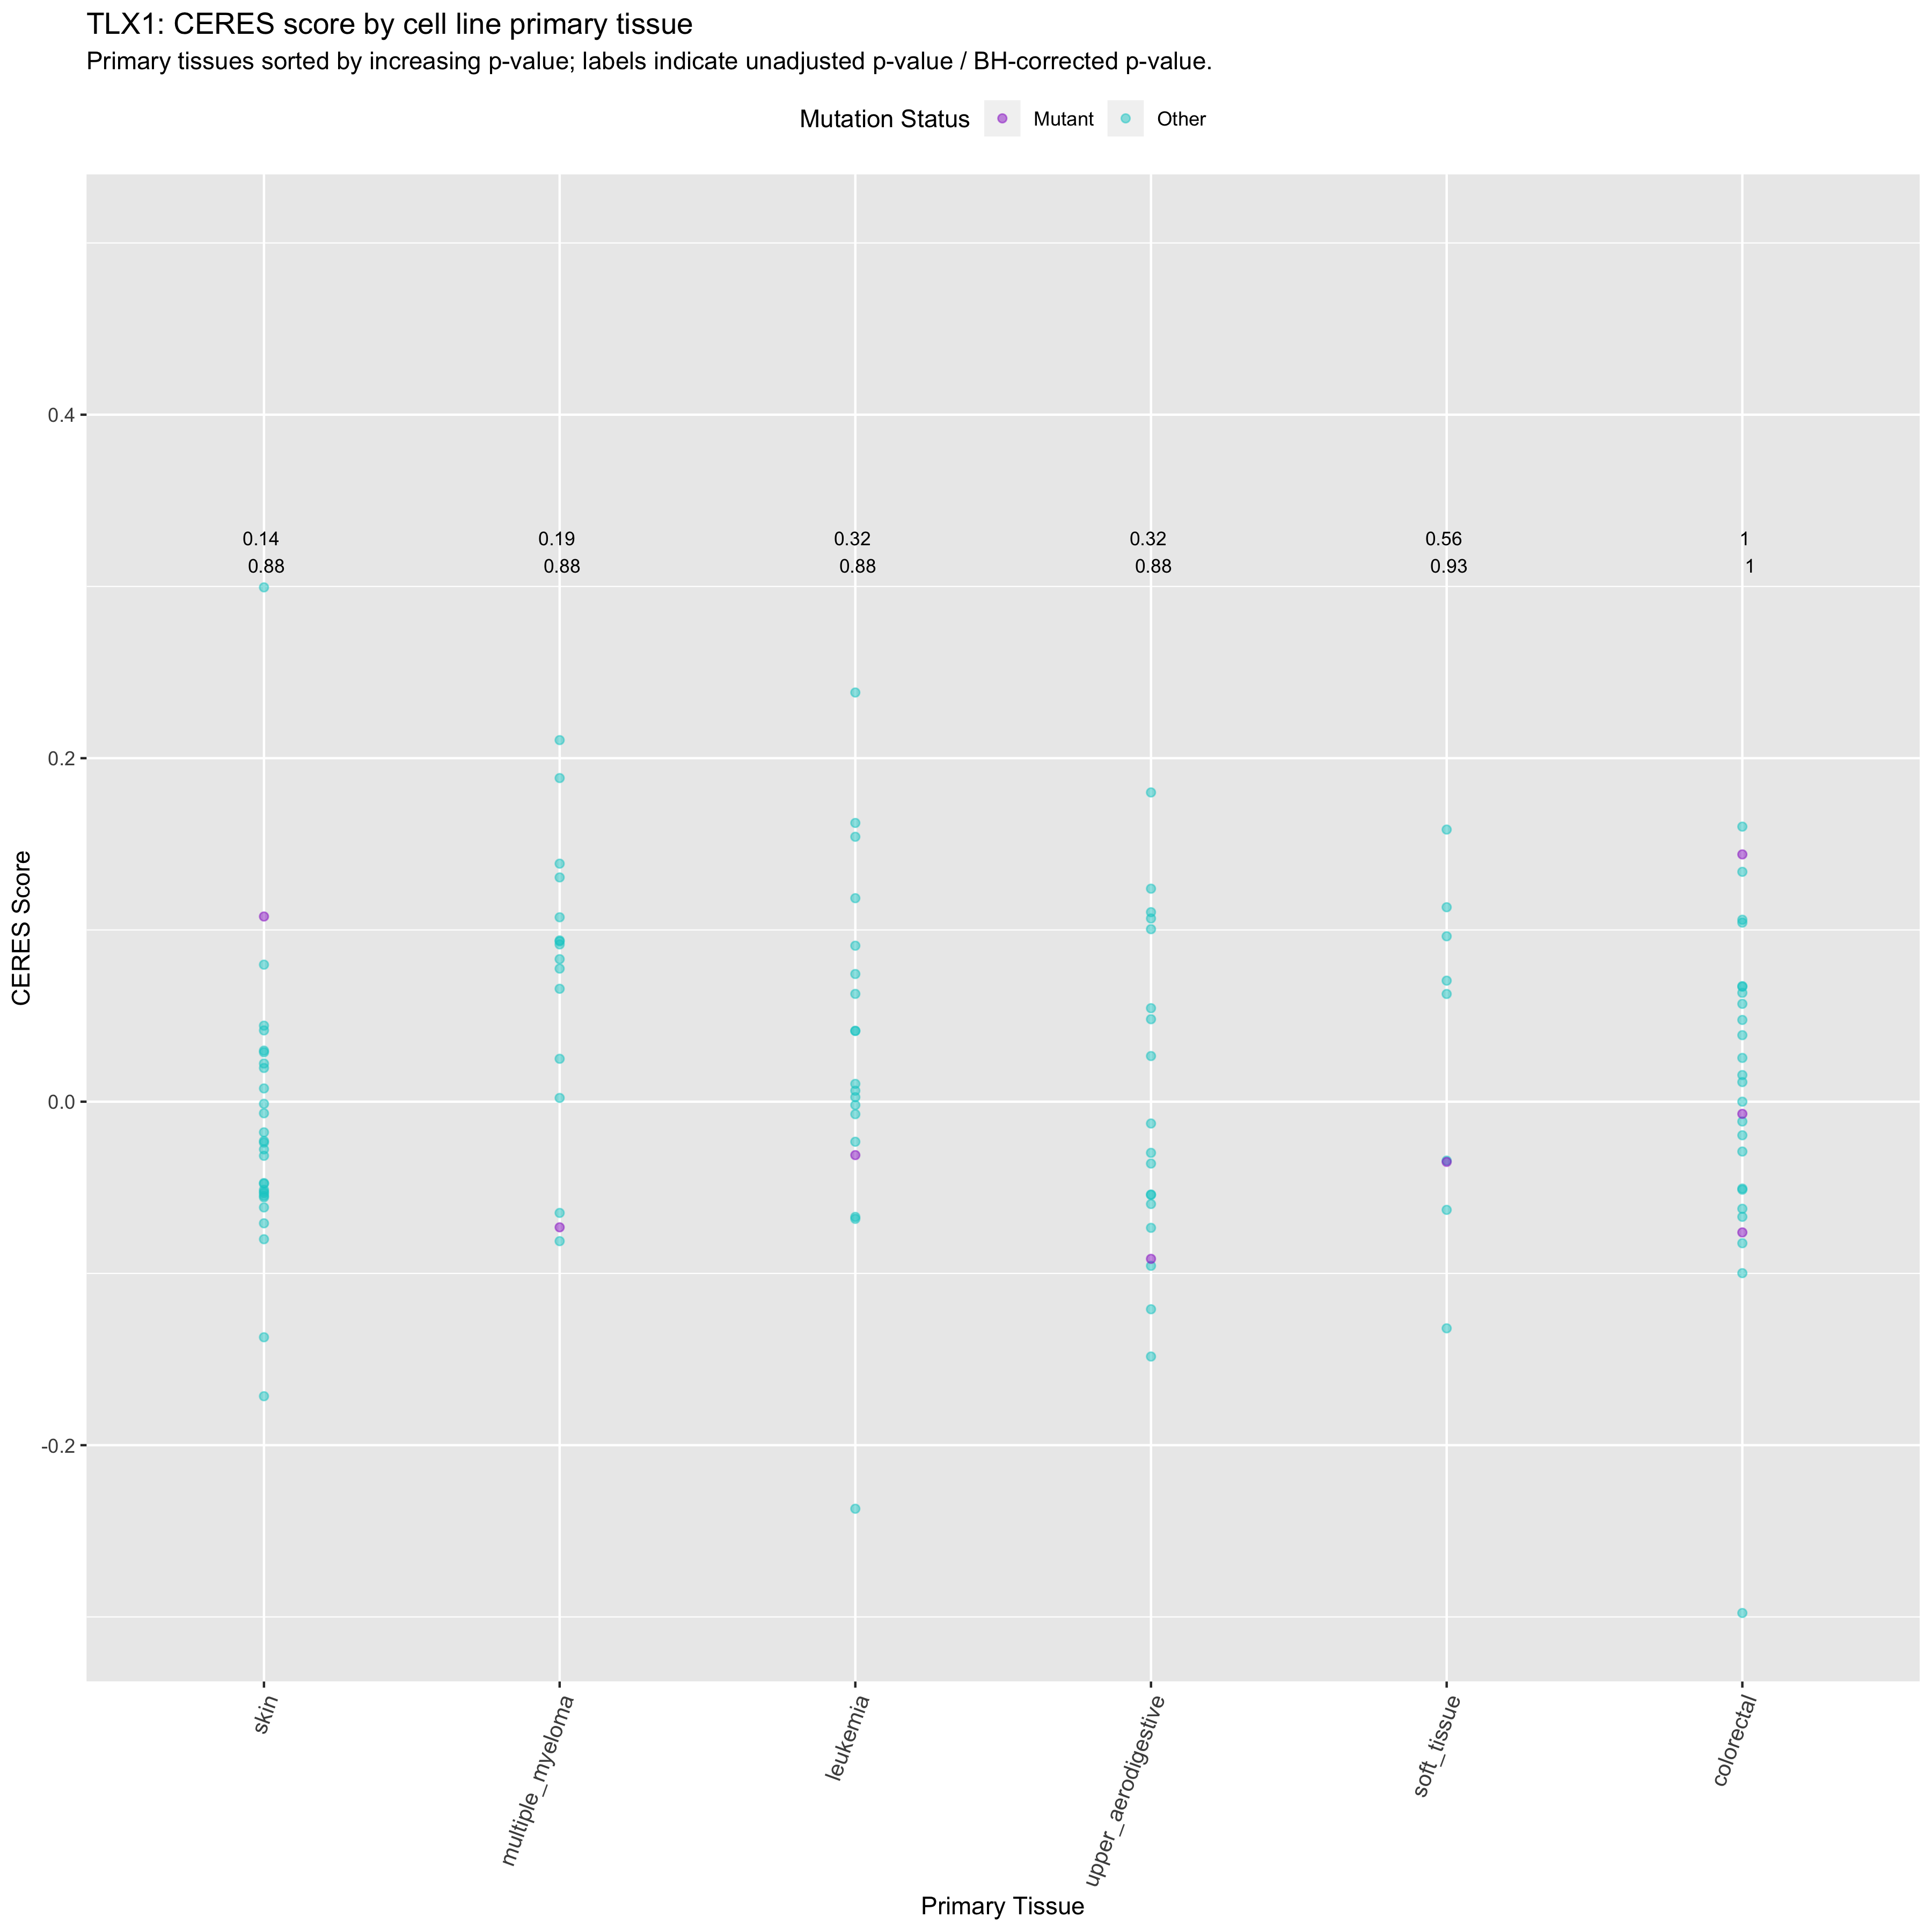 TLX1: CERES score by cell line primary tissue
Primary tissues sorted by increasing p-value; labels indicate unadjusted p-value / BH-corrected p-value.
Mutation Status Mutant Other
0.4
0.14 0.19 0.32 0.32 0.56 1
0.88 0.88 0.88 0.88 0.93 1
0.2
CERES Score
0.0
-0.2
skin multiple_myeloma leukemia upper_aerodigestive soft_tissue colorectal
Primary Tissue